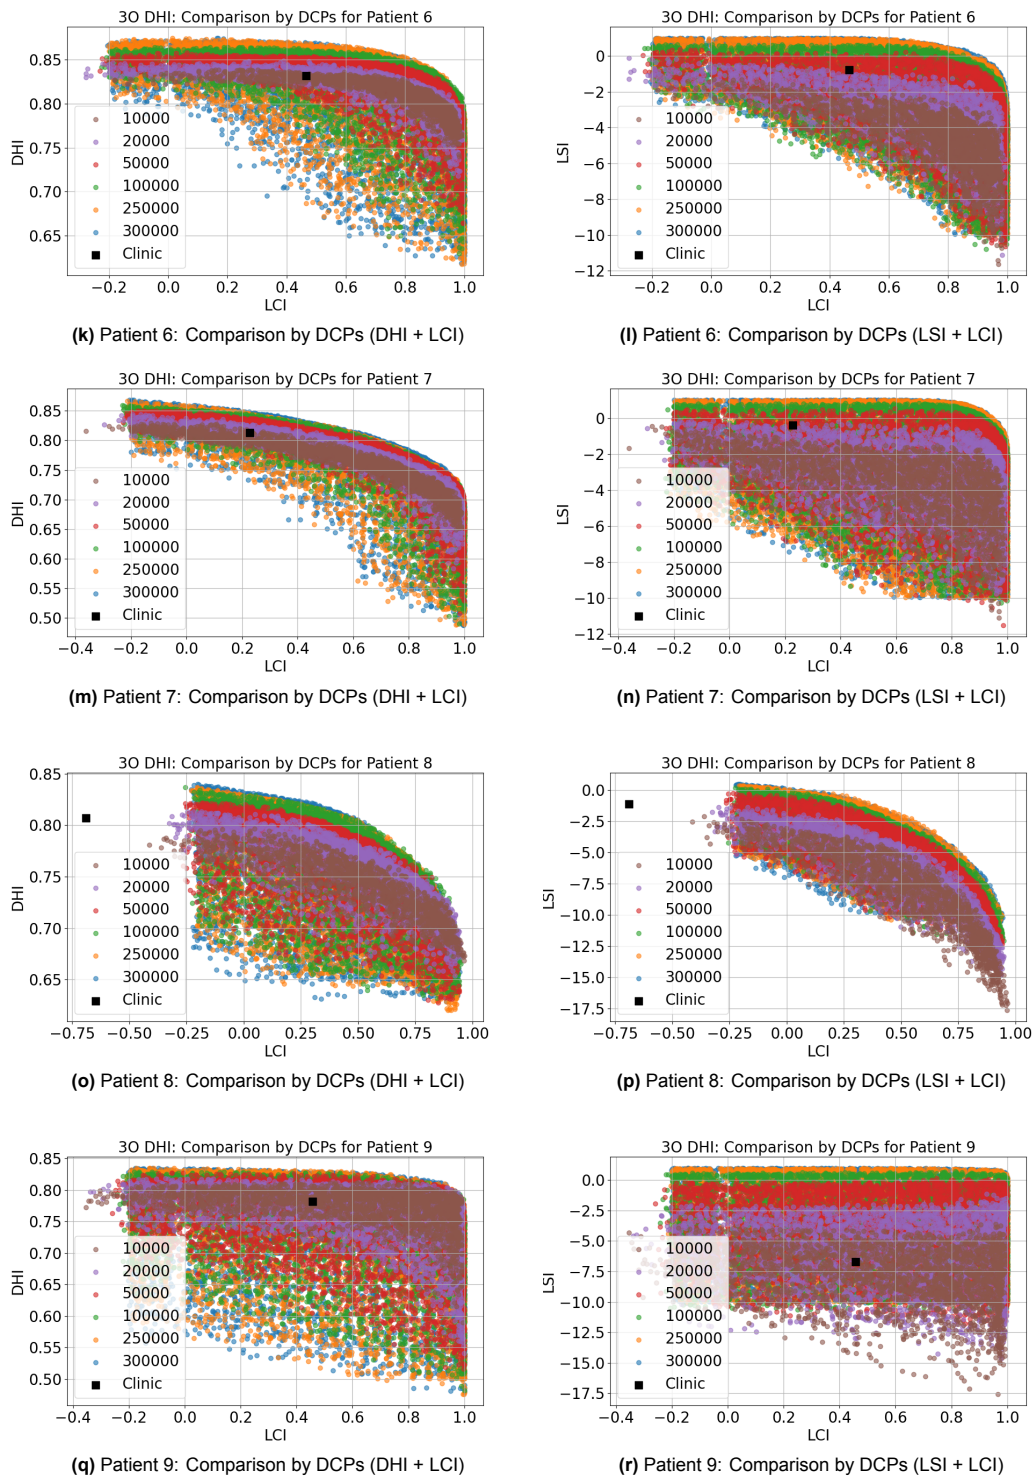 3O DHI: Comparison by DCPs for Patient 6
DHI
0.85
0.80
0.75
0.70
0.65
10000
20000
50000
100000
250000
300000
Clinic
−0.2 0.0 0.2 0.4 0.6 0.8 1.0
LCI
(k) Patient 6: Comparison by DCPs (DHI + LCI)
3O DHI: Comparison by DCPs for Patient 6
LSI
0
−2
−4
−6
−8
−10
−12
10000
20000
50000
100000
250000
300000
Clinic
−0.2 0.0 0.2 0.4 0.6 0.8 1.0
LCI
(l) Patient 6: Comparison by DCPs (LSI + LCI)
3O DHI: Comparison by DCPs for Patient 7
DHI
0.85
0.80
0.75
0.70
0.65
0.60
0.55
0.50
10000
20000
50000
100000
250000
300000
Clinic
−0.4 −0.2 0.0 0.2 0.4 0.6 0.8 1.0
LCI
(m) Patient 7: Comparison by DCPs (DHI + LCI)
3O DHI: Comparison by DCPs for Patient 7
LSI
0
−2
−4
−6
−8
−10
−12
10000
20000
50000
100000
250000
300000
Clinic
−0.4 −0.2 0.0 0.2 0.4 0.6 0.8 1.0
LCI
(n) Patient 7: Comparison by DCPs (LSI + LCI)
3O DHI: Comparison by DCPs for Patient 8
DHI
0.85
0.80
0.75
0.70
0.65
10000
20000
50000
100000
250000
300000
Clinic
−0.75 −0.50 −0.25 0.00 0.25 0.50 0.75 1.00
LCI
(o) Patient 8: Comparison by DCPs (DHI + LCI)
3O DHI: Comparison by DCPs for Patient 8
LSI
0.0
−2.5
−5.0
−7.5
−10.0
−12.5
−15.0
−17.5
10000
20000
50000
100000
250000
300000
Clinic
−0.75 −0.50 −0.25 0.00 0.25 0.50 0.75 1.00
LCI
(p) Patient 8: Comparison by DCPs (LSI + LCI)
3O DHI: Comparison by DCPs for Patient 9
DHI
0.85
0.80
0.75
0.70
0.65
0.60
0.55
0.50
10000
20000
50000
100000
250000
300000
Clinic
−0.4 −0.2 0.0 0.2 0.4 0.6 0.8 1.0
LCI
(q) Patient 9: Comparison by DCPs (DHI + LCI)
3O DHI: Comparison by DCPs for Patient 9
LSI
0.0
−2.5
−5.0
−7.5
−10.0
−12.5
−15.0
−17.5
10000
20000
50000
100000
250000
300000
Clinic
−0.4 −0.2 0.0 0.2 0.4 0.6 0.8 1.0
LCI
(r) Patient 9: Comparison by DCPs (LSI + LCI)